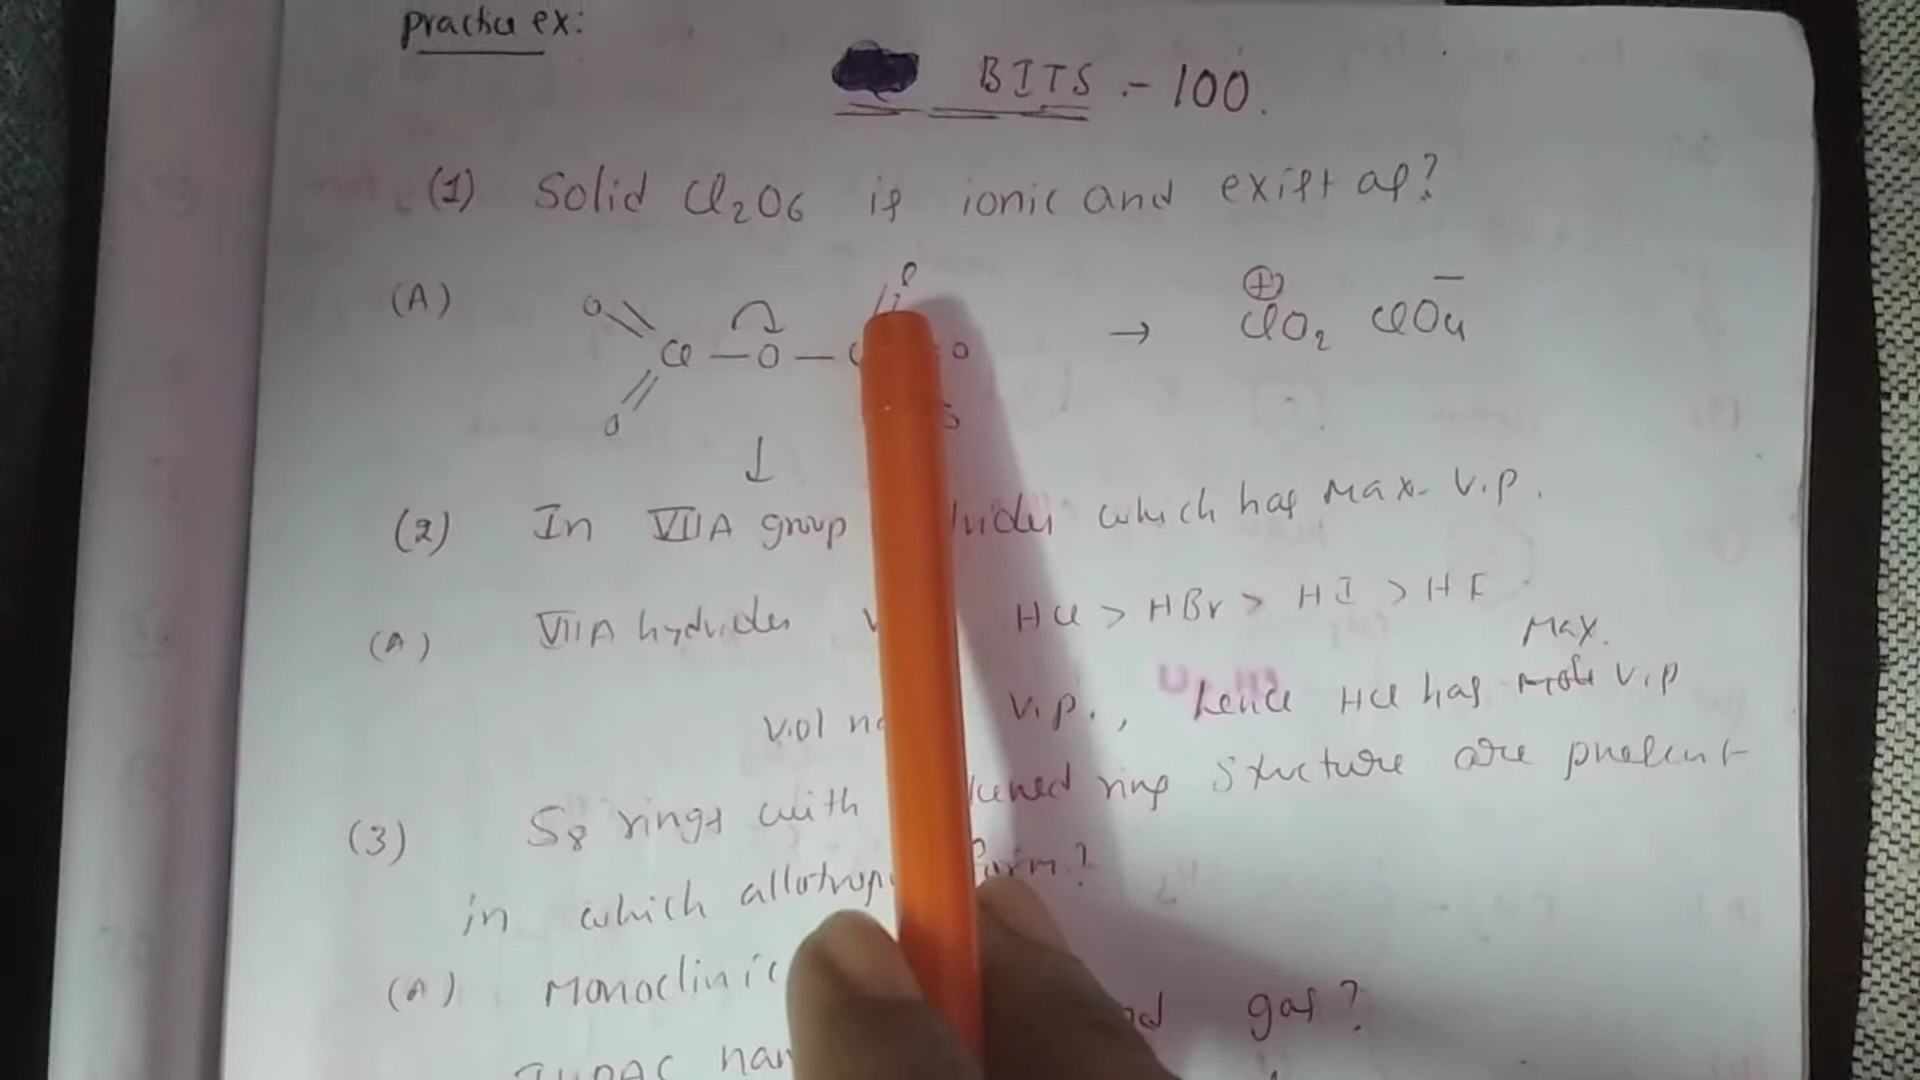 practice ex:
BITS - 100.
(1) Solid Cl2O6 is ionic and exist as?
(A) O Cl - O - O → ⊕ ClO2 ClO4 −
O
↓
(2) In VIIA group which has Max. V.P.
(A) VIIA hydrides HCl > HBr > HI > HF
Max.
V.P., hence HCl has V.P
(3) S8 rings with ring structure are present
in which form?
(A) Monoclinic
gas?
IUPAC